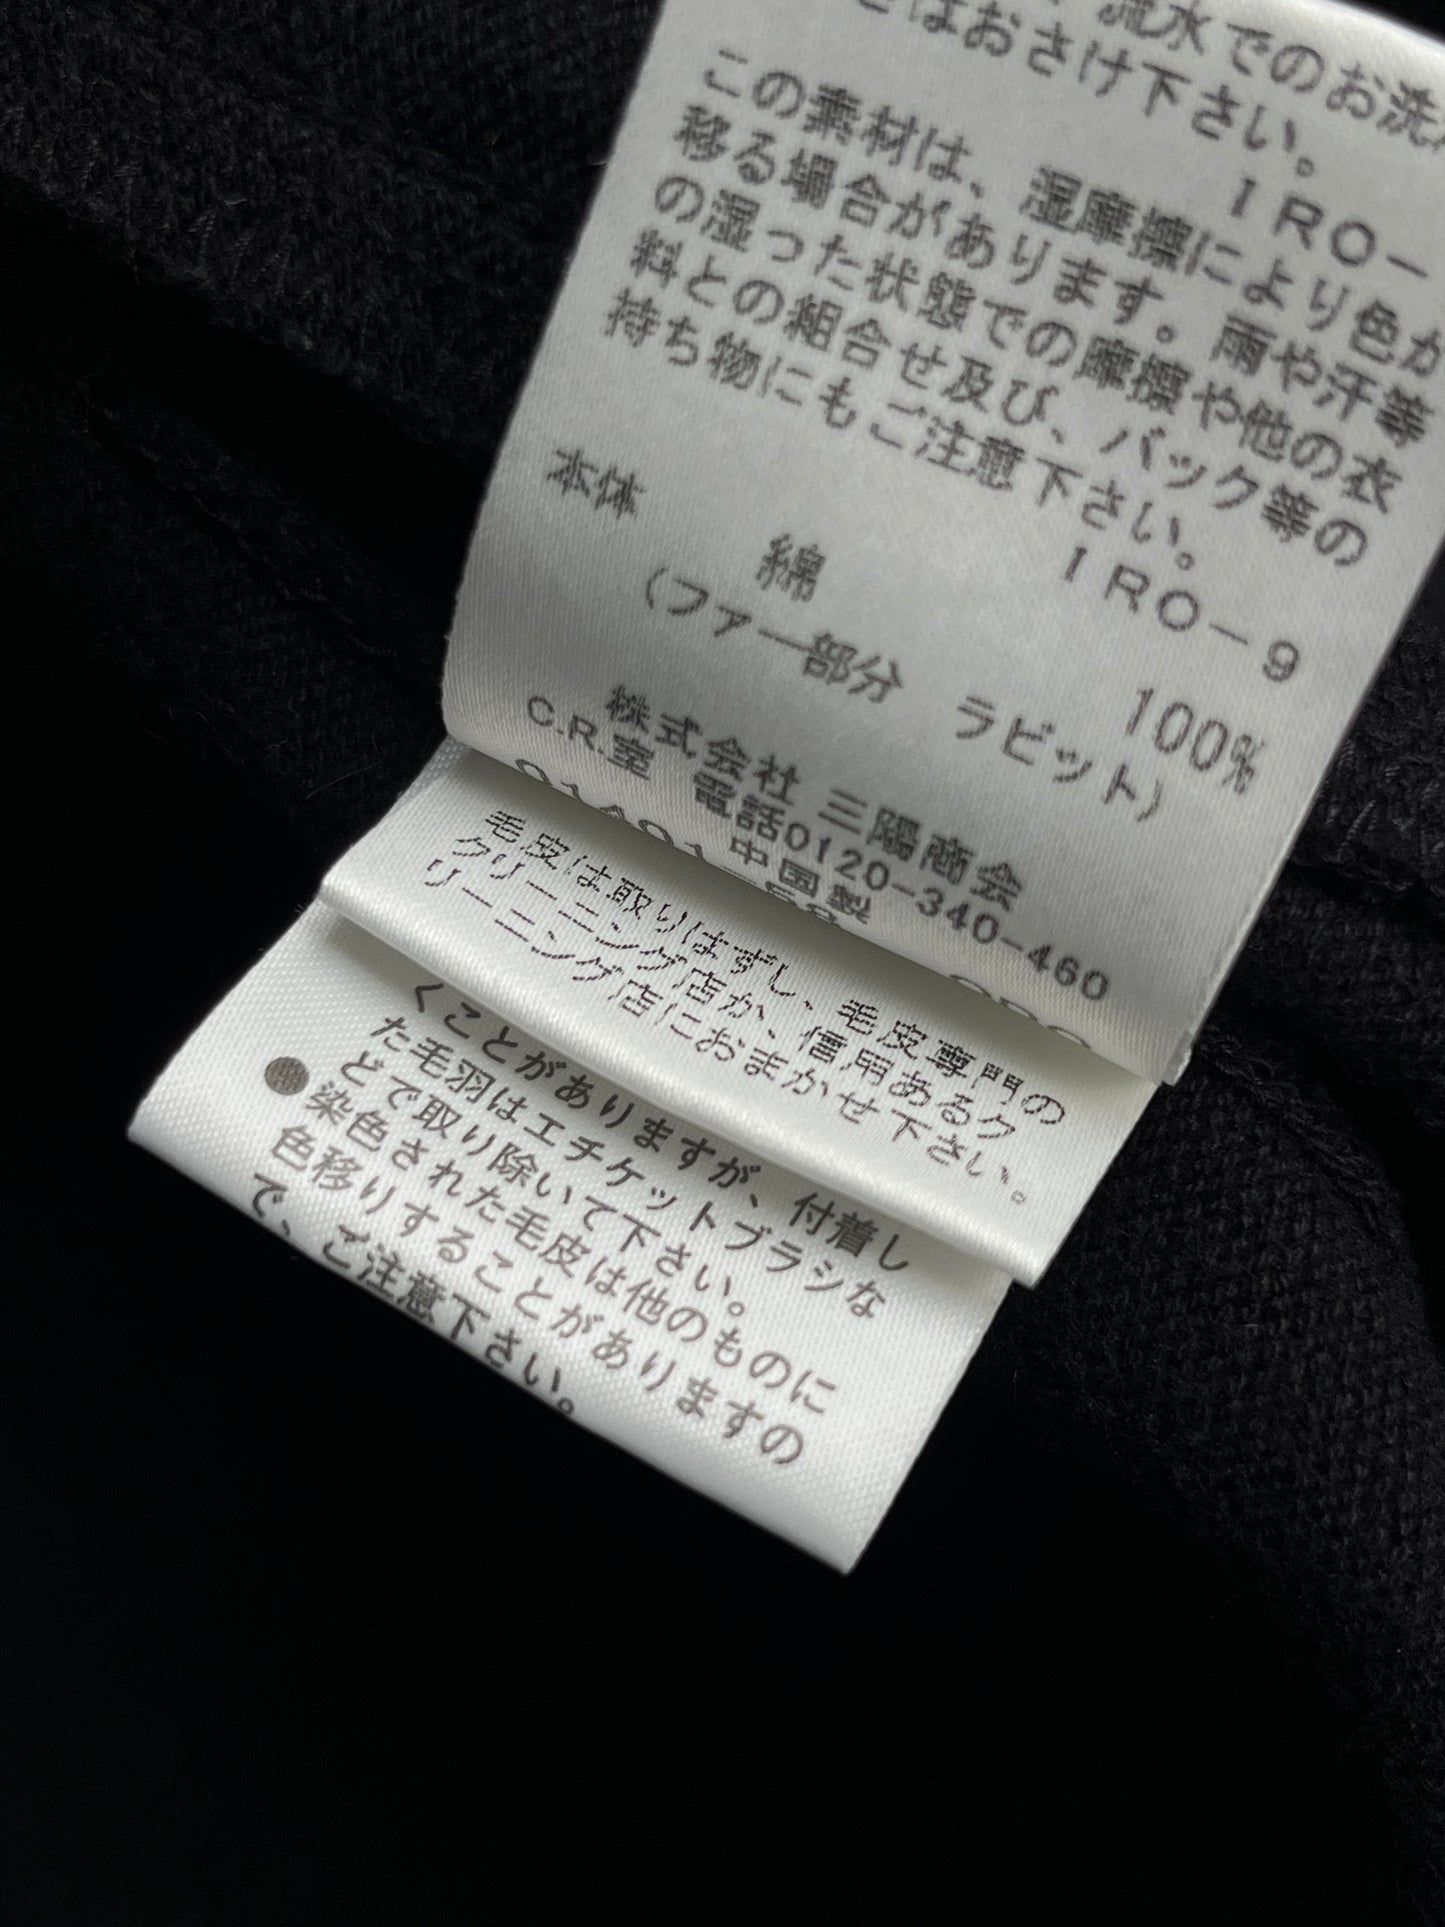 流水でのお洗
はおさけ下さい。
IRO-
この素材は、湿摩擦により色が
移る場合があります。雨や汗等
の湿った状態での摩擦や他の衣
料との組合せ及び、バック等の
持ち物にもご注意下さい。
IRO-9
本体
綿 100%
(ファー部分 ラビット)
株式会社 三陽商会
C.R.室 電話0120-340-460
中国製
毛皮は取りはずし、毛皮専門の
クリーニング店か、信用あるク
リーニング店におまかせ下さい。
くことがありますが、付着し
た毛羽はエチケットブラシな
どで取り除いて下さい。
●染色された毛皮は他のものに
色移りすることがありますの
で、ご注意下さい。